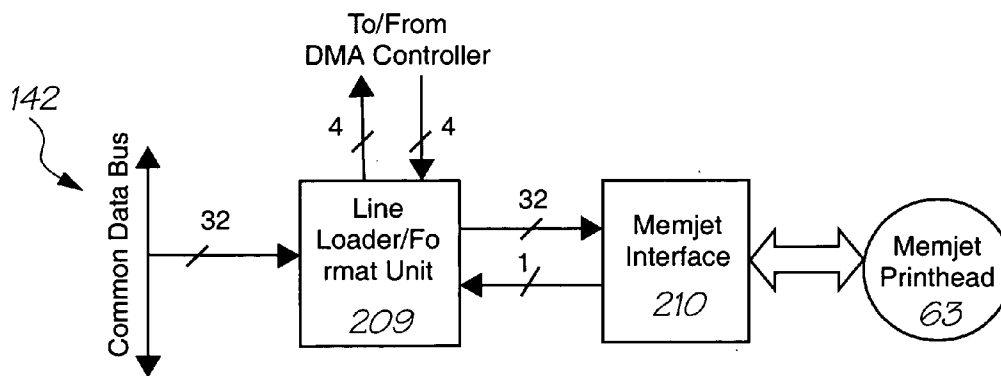 To/From
DMA Controller
142
4
4
Common Data Bus
32
Line
Loader/Fo
rmat Unit
209
32
1
Memjet
Interface
210
Memjet
Printhead
63